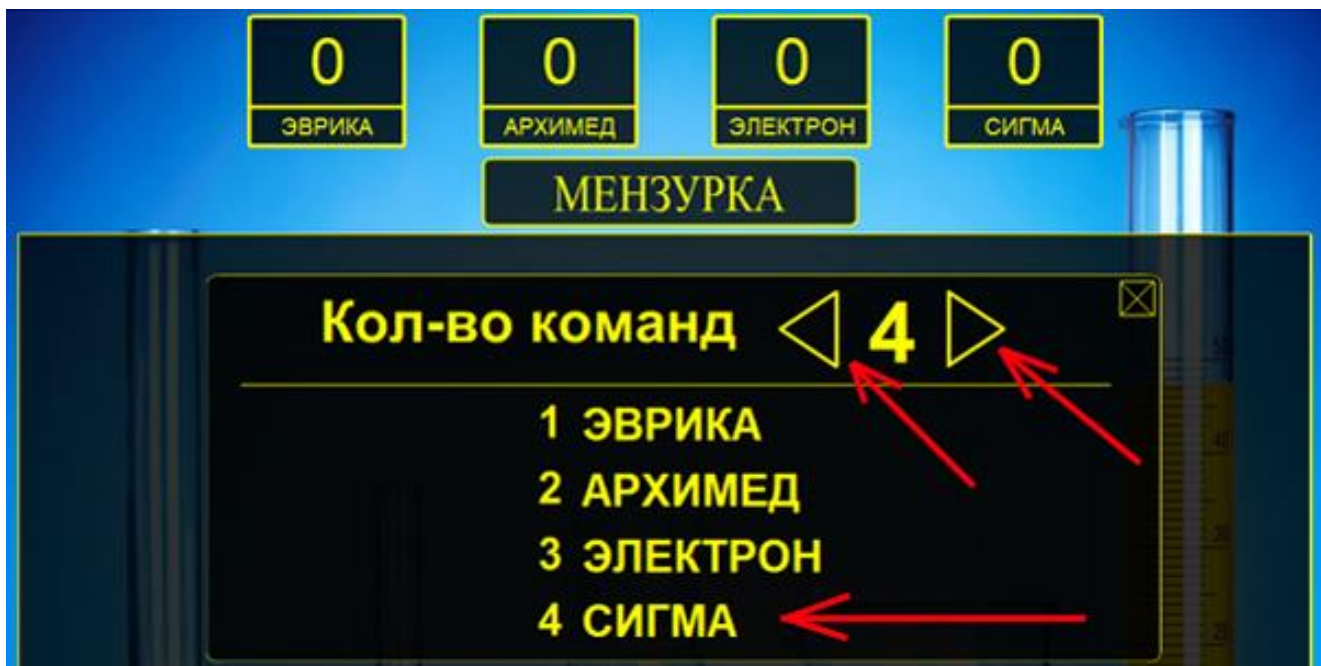 0 0 0 0
ЭВРИКА АРХИМЕД ЭЛЕКТРОН СИГМА
МЕНЗУРКА
Кол-во команд 4
1 ЭВРИКА
2 АРХИМЕД
3 ЭЛЕКТРОН
4 СИГМА